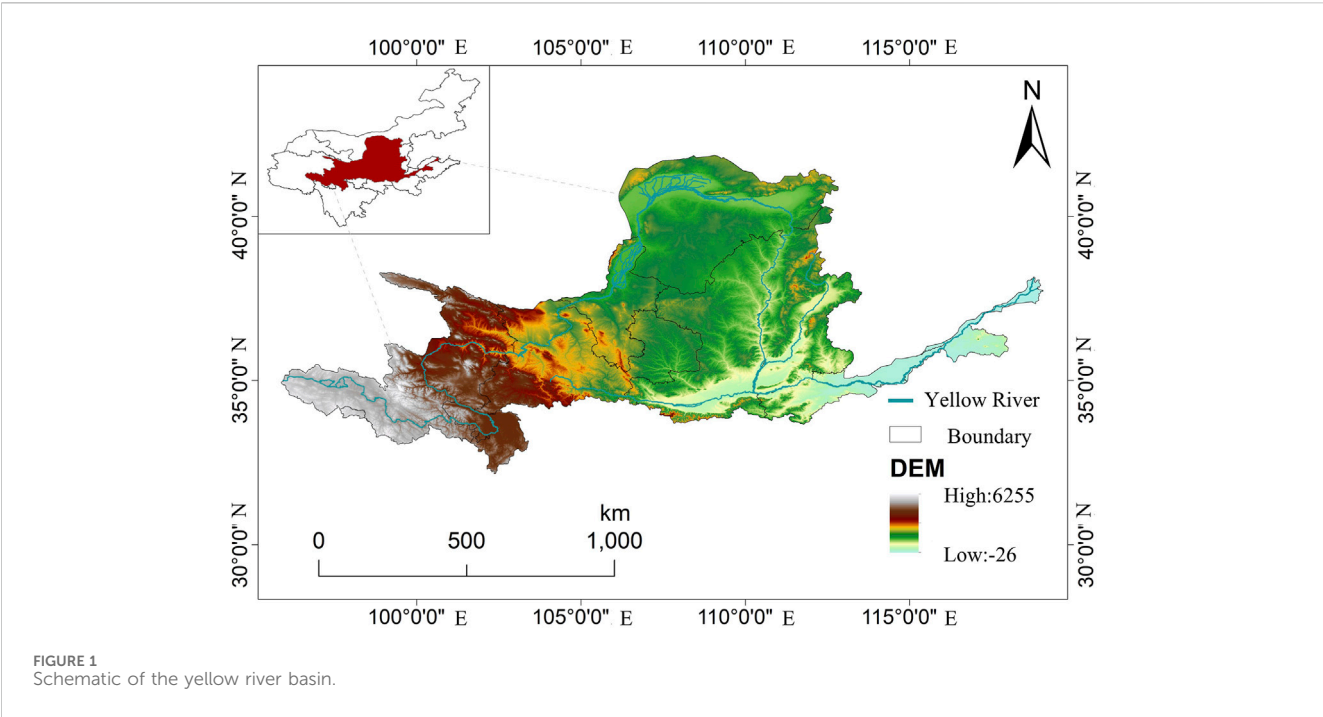 100°0'0" E 105°0'0" E 110°0'0" E 115°0'0" E
N
40°0'0" N
40°0'0" N
35°0'0" N
35°0'0" N
30°0'0" N
30°0'0" N
Yellow River
Boundary
DEM
High:6255
Low:-26
km
0 500 1,000
100°0'0" E 105°0'0" E 110°0'0" E 115°0'0" E
FIGURE 1
Schematic of the yellow river basin.